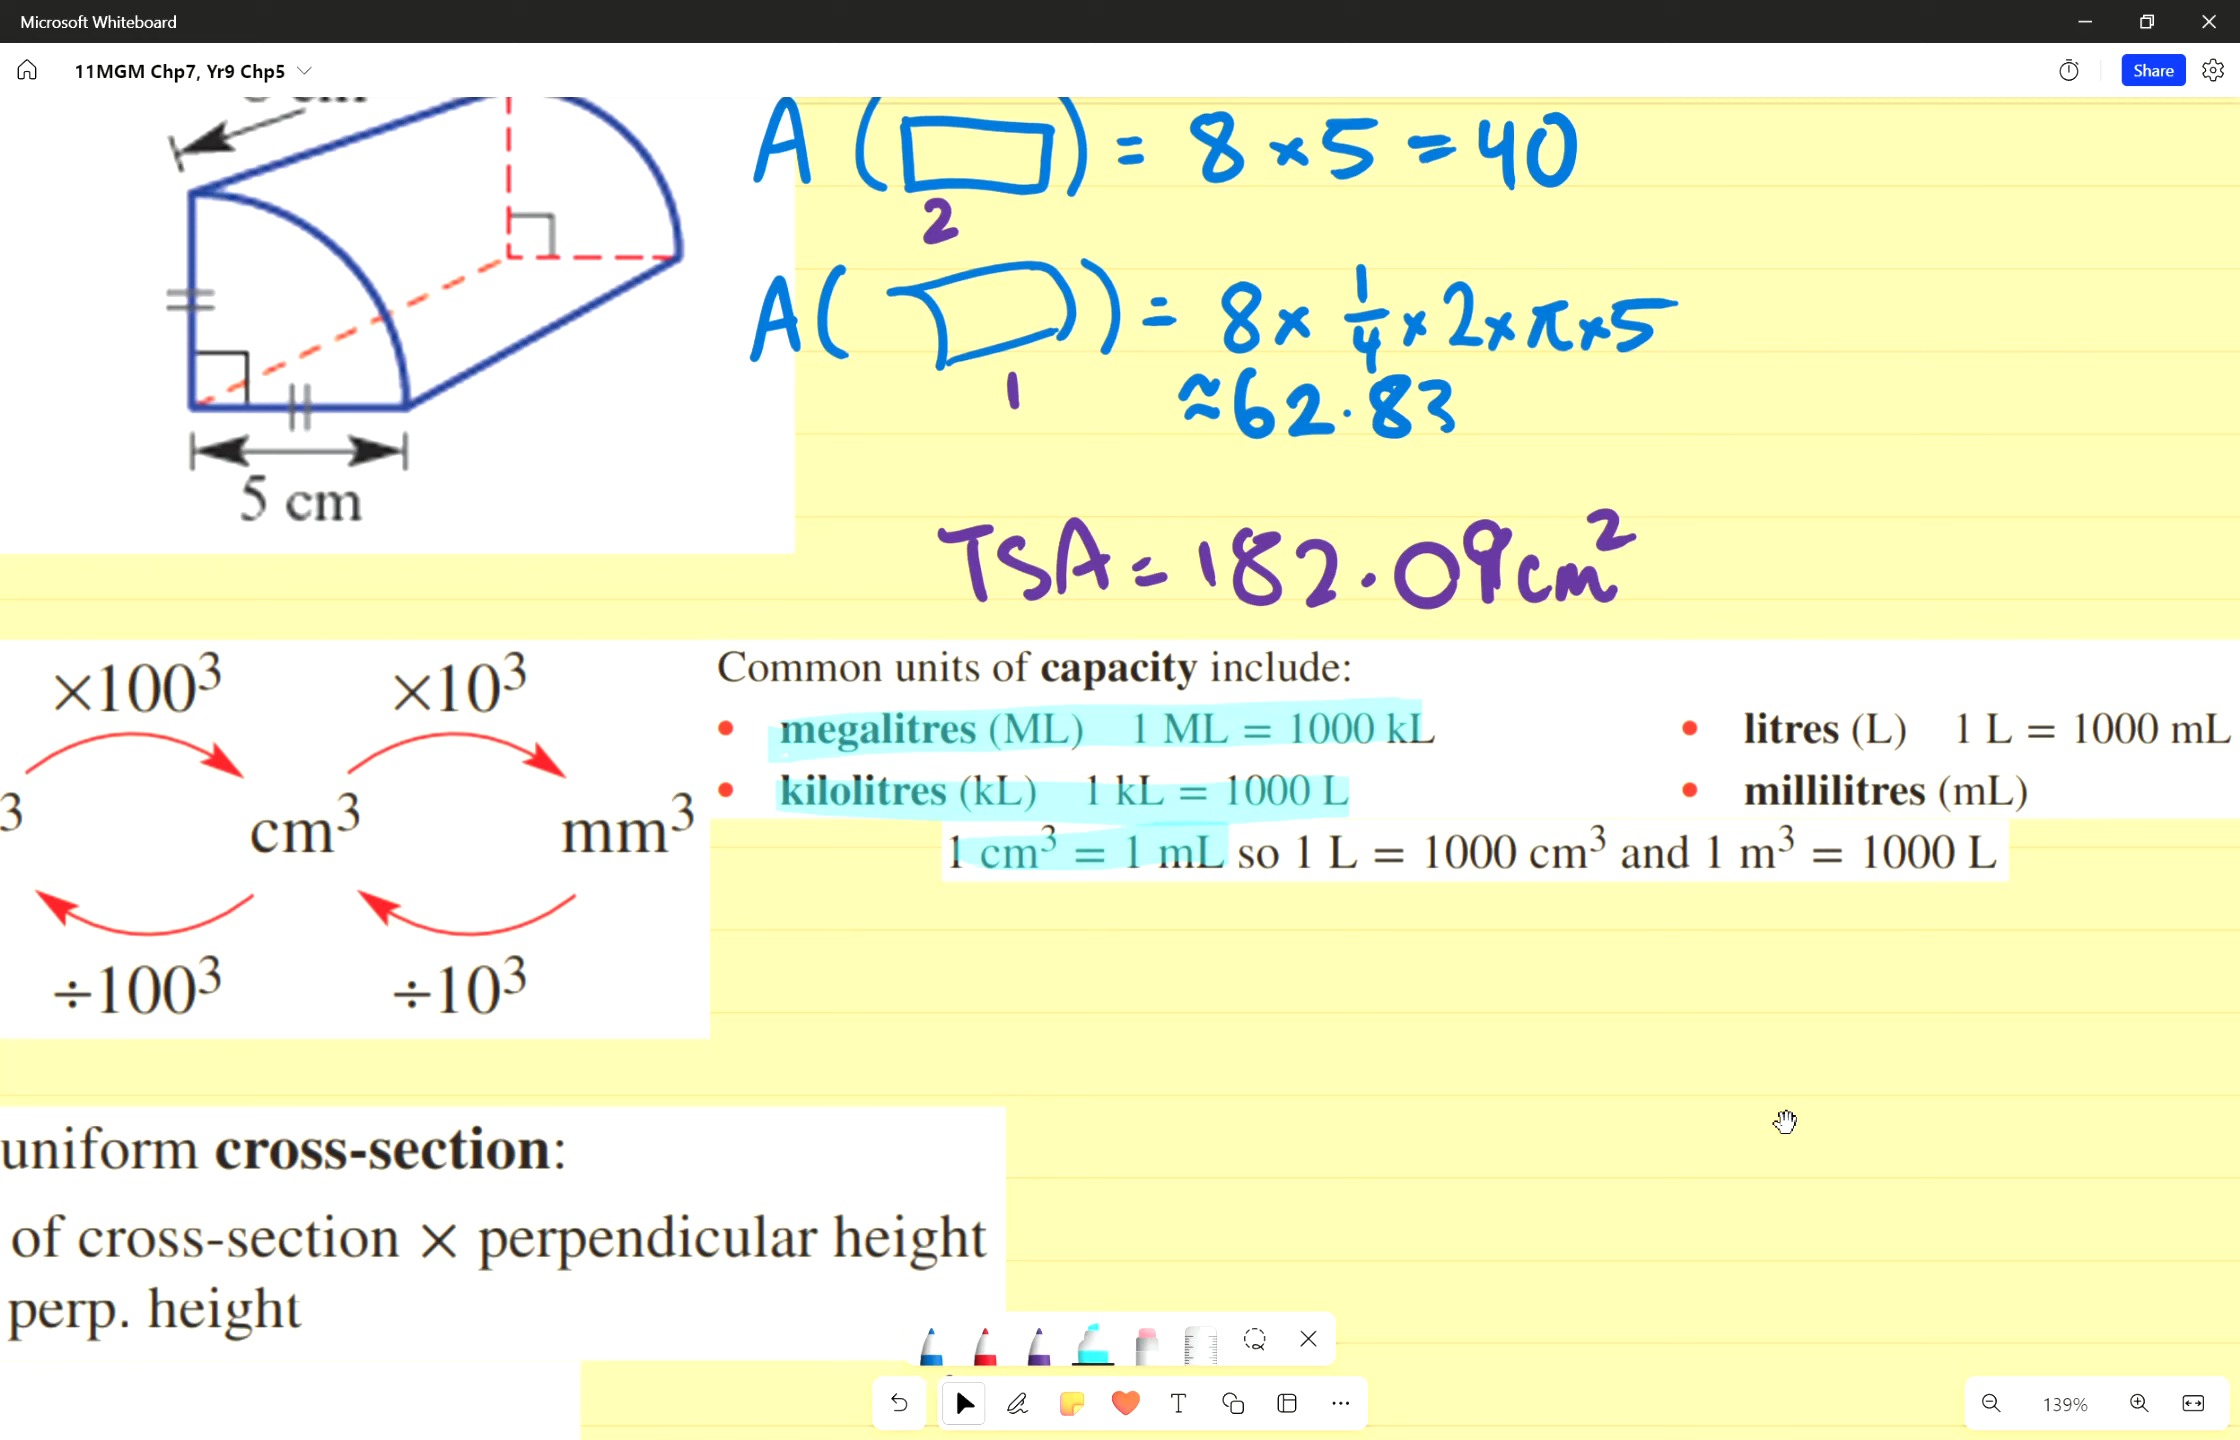 Microsoft Whiteboard
11MGM Chp7, Yr9 Chp5
Share
A ( ) = 8 × 5 = 40
2
A ( ) = 8 × 1/4 × 2 × π × 5
1
≈ 62.83
5 cm
TSA = 182.09cm²
×100³ ×10³
³ cm³ mm³
÷100³ ÷10³
Common units of capacity include:
• megalitres (ML) 1 ML = 1000 kL
• litres (L) 1 L = 1000 mL
• kilolitres (kL) 1 kL = 1000 L
• millilitres (mL)
1 cm³ = 1 mL so 1 L = 1000 cm³ and 1 m³ = 1000 L
uniform cross-section:
of cross-section × perpendicular height
perp. height
139%